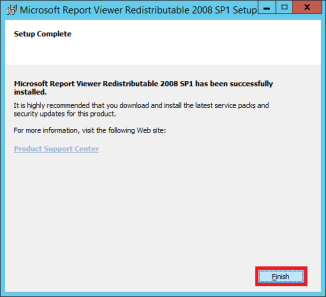 Microsoft Report Viewer Redistributable 2008 SP1 Setup
Setup Complete
Microsoft Report Viewer Redistributable 2008 SP1 has been successfully
installed.
It is highly recommended that you download and install the latest service packs and
security updates for this product.
For more information, visit the following Web site:
Product Support Center
Finish